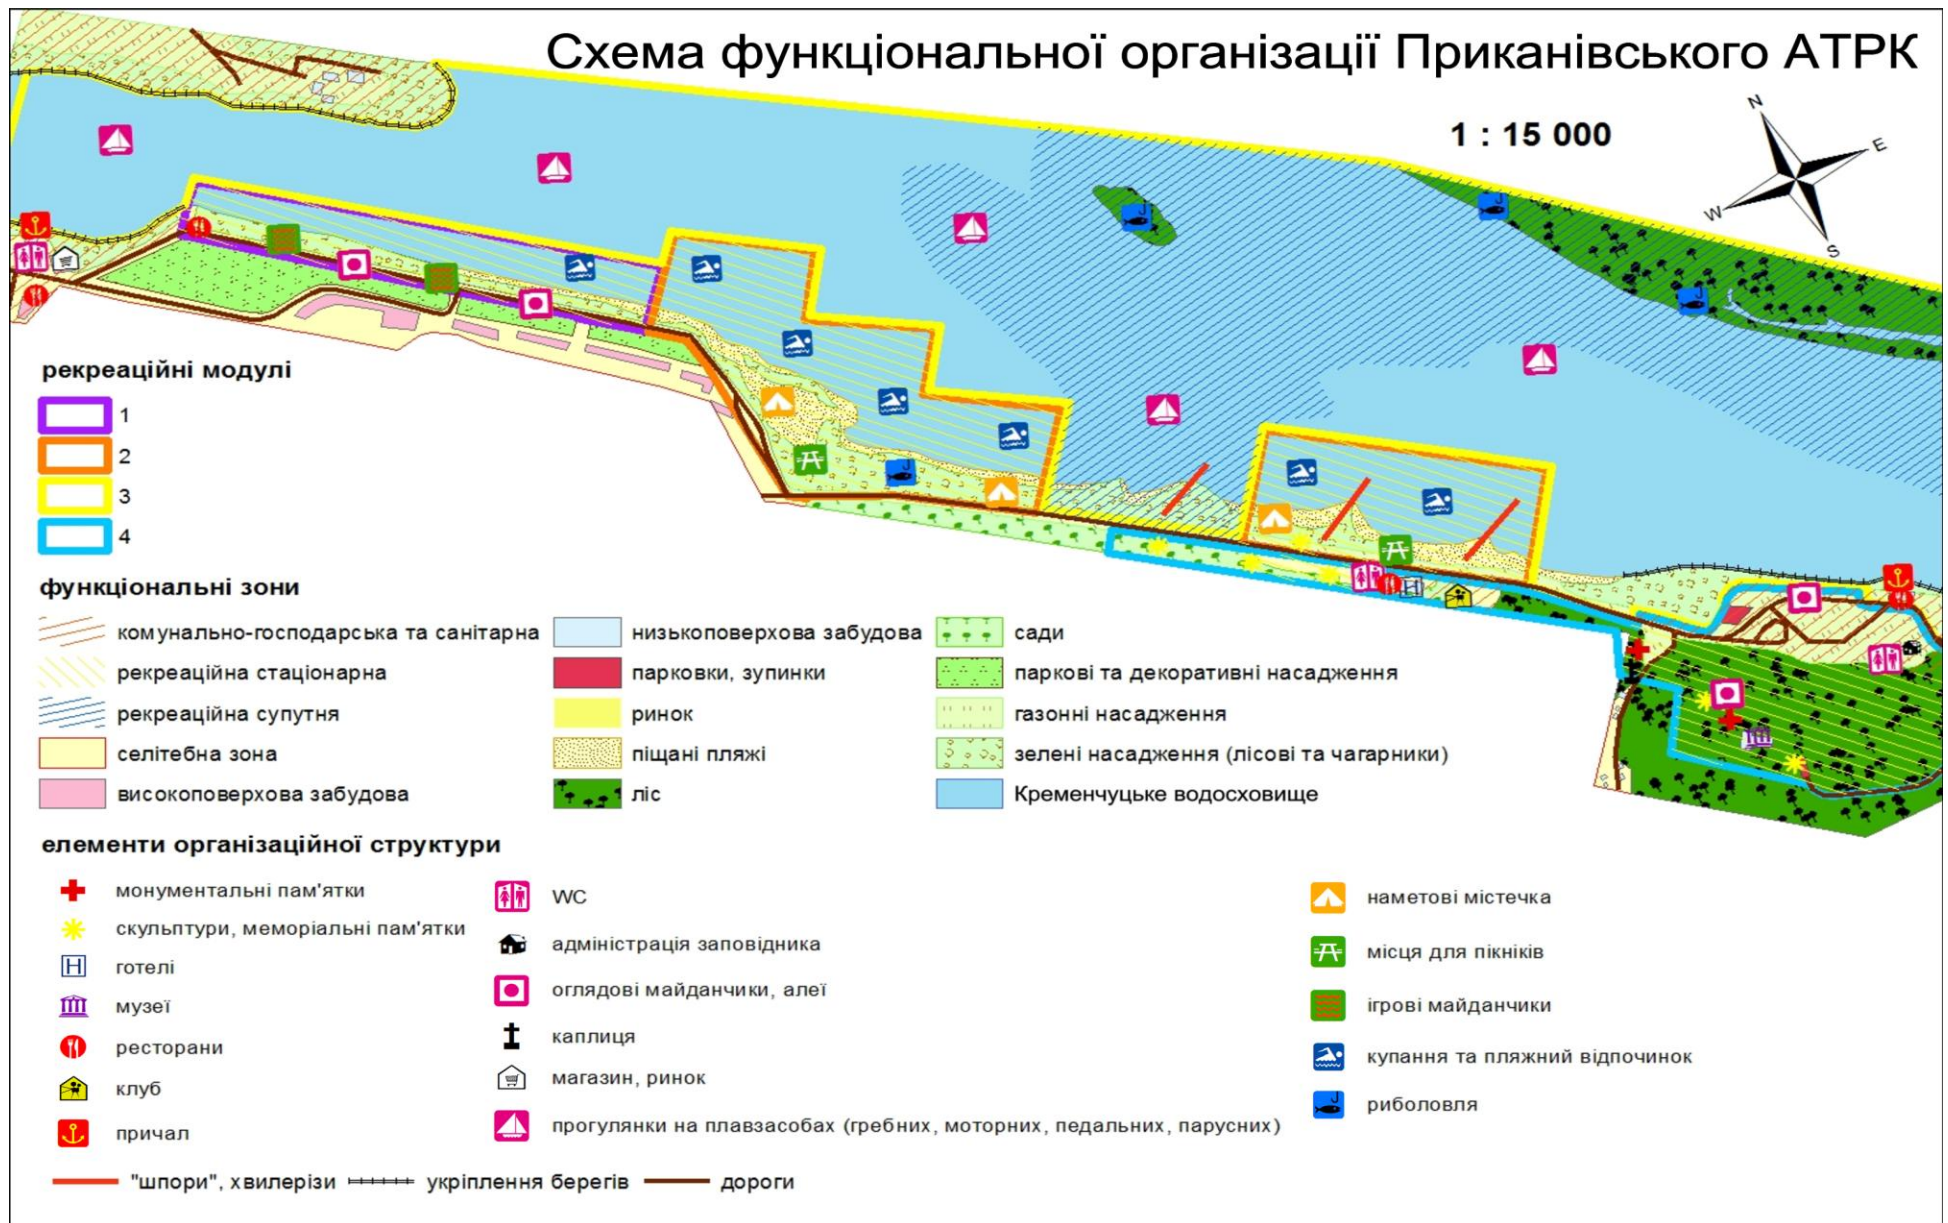 Схема функціональної організації Приканівського АТРК
1 : 15 000
N
E
W
S
рекреаційні модулі
1
2
3
4
функціональні зони
комунально-господарська та санітарна
рекреаційна стаціонарна
рекреаційна супутня
селітебна зона
високоповерхова забудова
низькоповерхова забудова
парковки, зупинки
ринок
піщані пляжі
ліс
сади
паркові та декоративні насадження
газонні насадження
зелені насадження (лісові та чагарники)
Кременчуцьке водосховище
елементи організаційної структури
монументальні пам'ятки
скульптури, меморіальні пам'ятки
готелі
музеї
ресторани
клуб
причал
WC
адміністрація заповідника
оглядові майданчики, алеї
каплиця
магазин, ринок
прогулянки на плавзасобах (гребних, моторних, педальних, парусних)
наметові містечка
місця для пікніків
ігрові майданчики
купання та пляжний відпочинок
риболовля
"шпори", хвилерізи
укріплення берегів
дороги